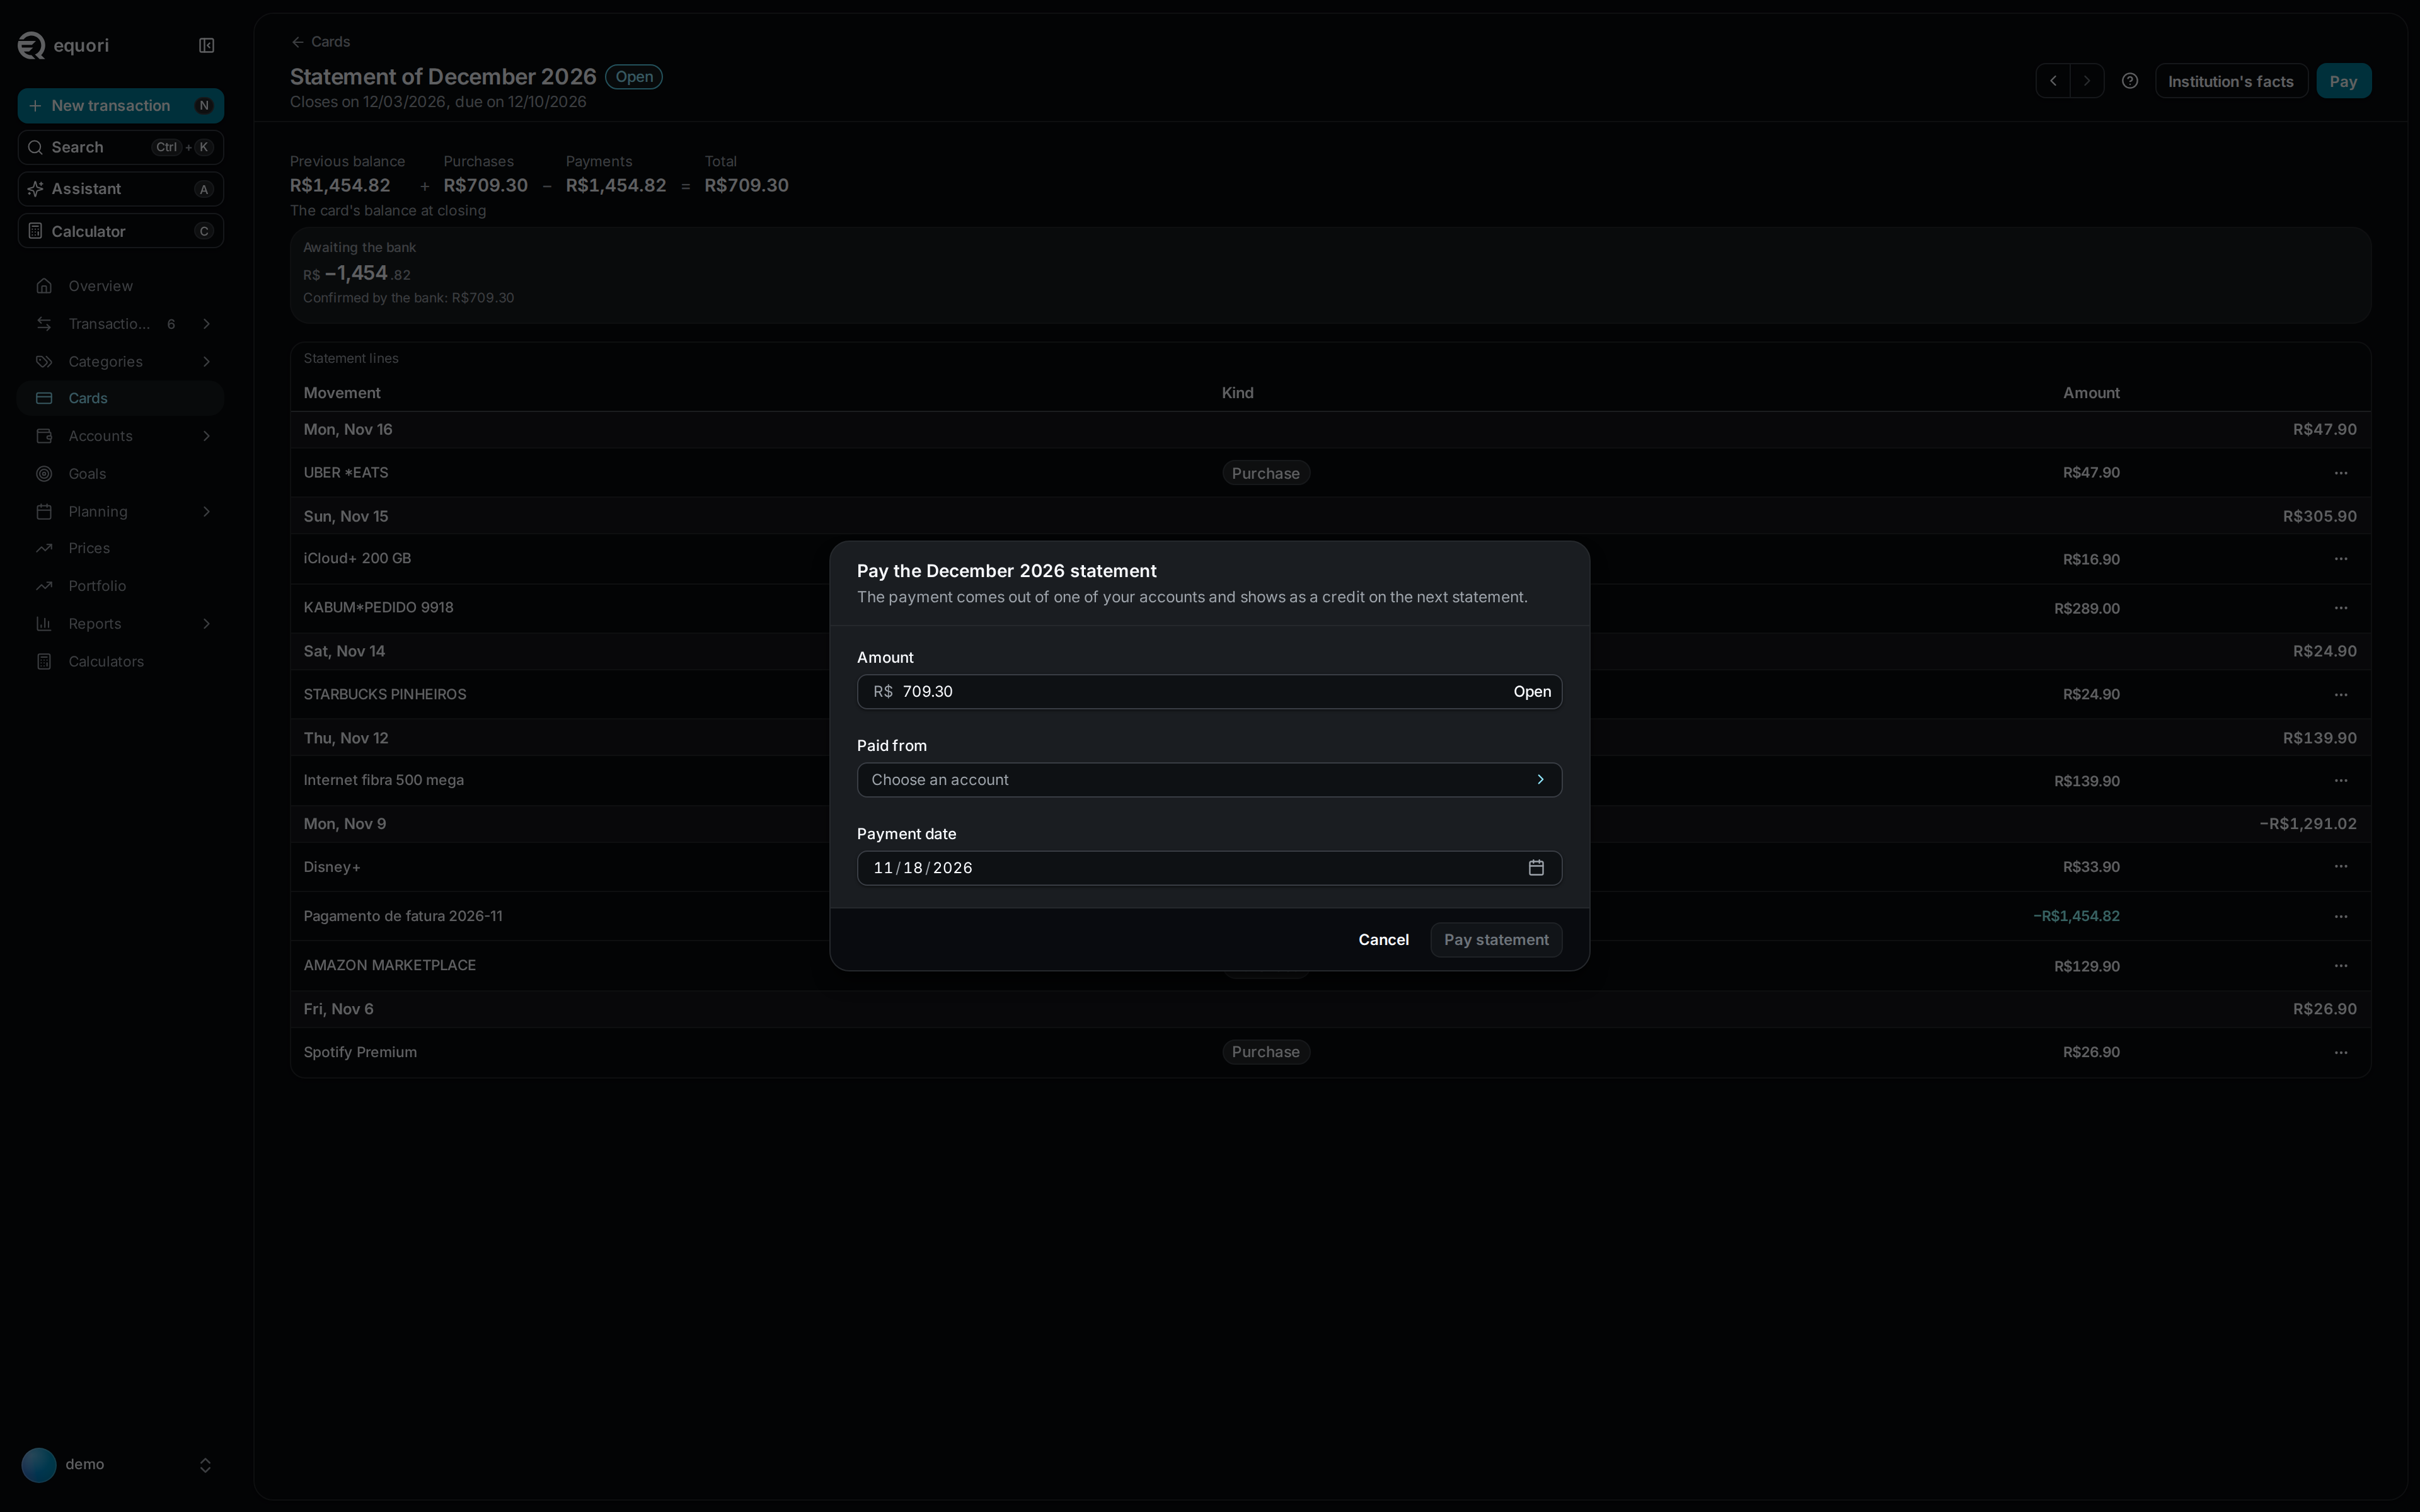 equori
New transaction N
Search Ctrl + K
Assistant A
Calculator C
Overview
Transactio... 6
Categories
Cards
Accounts
Goals
Planning
Prices
Portfolio
Reports
Calculators
demo
Cards
Statement of December 2026 Open
Closes on 12/03/2026, due on 12/10/2026
Institution's facts Pay
Previous balance Purchases Payments Total
R$1,454.82 + R$709.30 − R$1,454.82 = R$709.30
The card's balance at closing
Awaiting the bank
R$ −1,454.82
Confirmed by the bank: R$709.30
Statement lines
Movement Kind Amount
Mon, Nov 16 R$47.90
UBER *EATS Purchase R$47.90
Sun, Nov 15 R$305.90
iCloud+ 200 GB R$16.90
KABUM*PEDIDO 9918 R$289.00
Sat, Nov 14 R$24.90
STARBUCKS PINHEIROS R$24.90
Thu, Nov 12 R$139.90
Internet fibra 500 mega R$139.90
Mon, Nov 9 −R$1,291.02
Disney+ R$33.90
Pagamento de fatura 2026-11 −R$1,454.82
AMAZON MARKETPLACE R$129.90
Fri, Nov 6 R$26.90
Spotify Premium Purchase R$26.90
Pay the December 2026 statement
The payment comes out of one of your accounts and shows as a credit on the next statement.
Amount
R$ 709.30 Open
Paid from
Choose an account
Payment date
11/18/2026
Cancel Pay statement